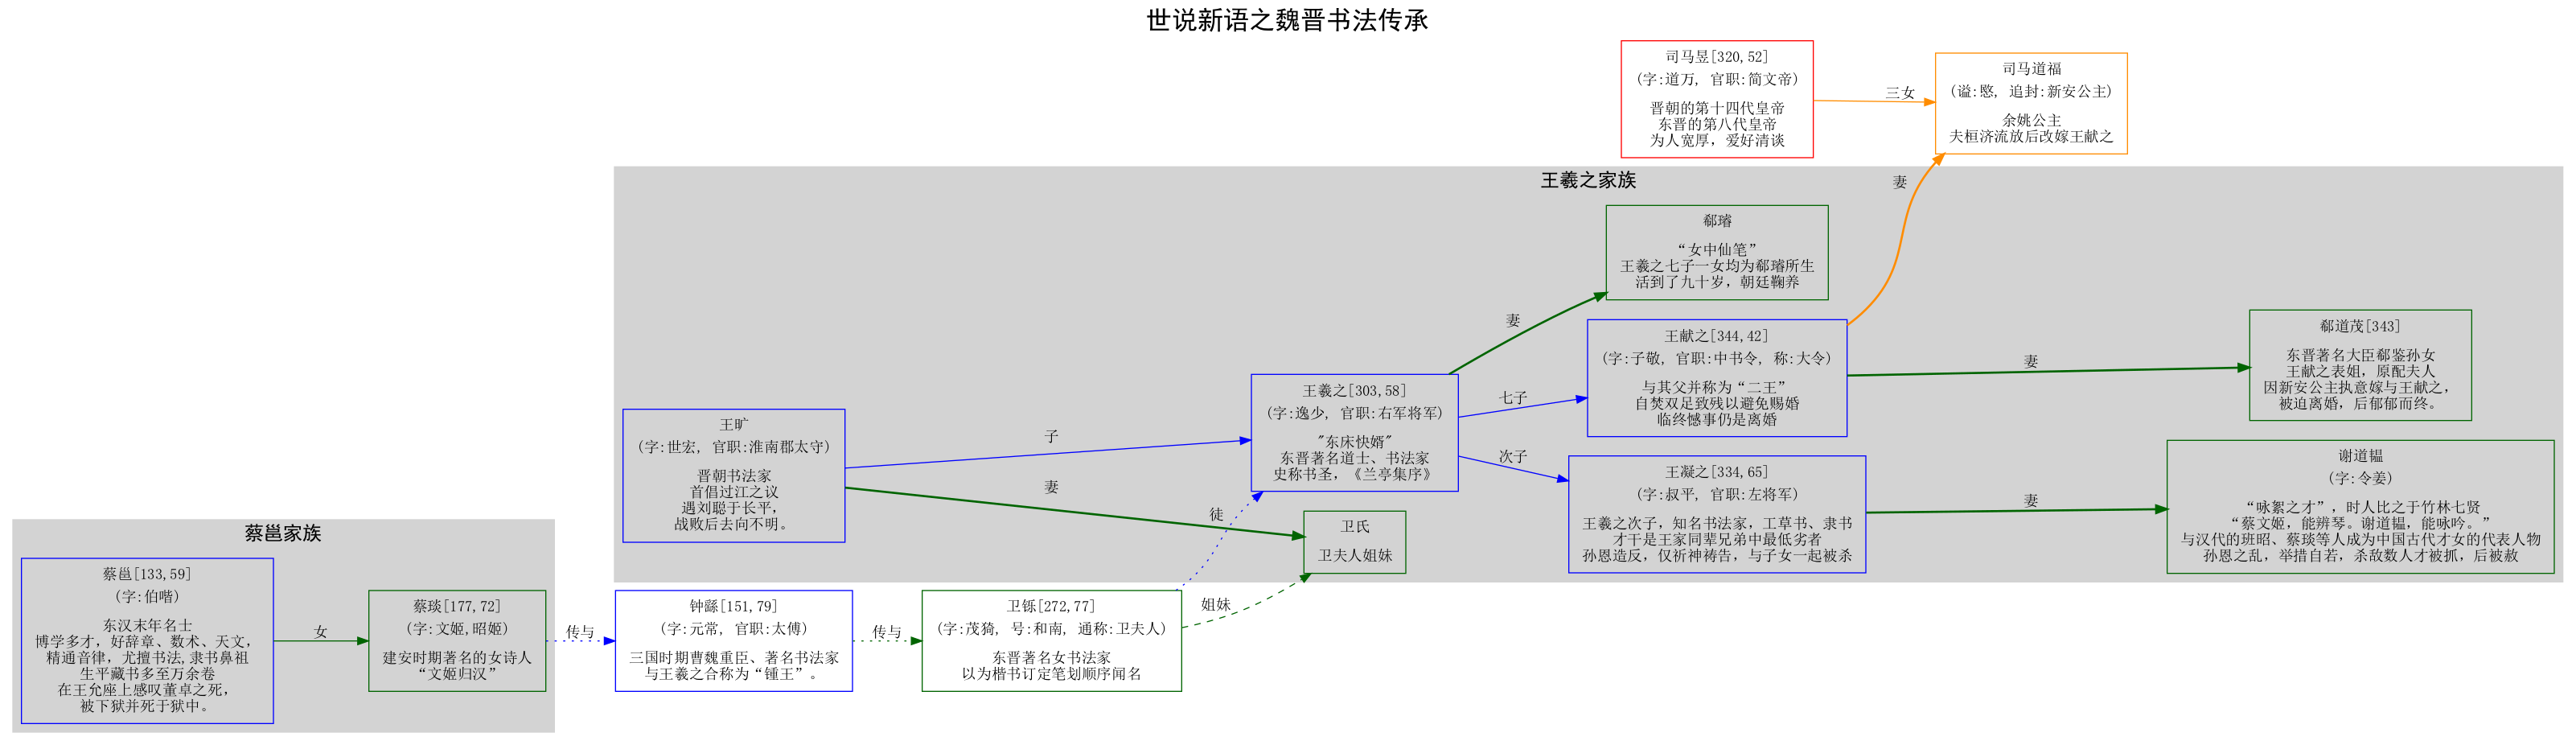 世说新语之魏晋书法传承
司马昱[320,52]
(字:道万, 官职:简文帝)
晋朝的第十四代皇帝
东晋的第八代皇帝
为人宽厚，爱好清谈
三女
司马道福
(谥:愍, 追封:新安公主)
余姚公主
夫桓济流放后改嫁王献之
王羲之家族
妻
郗璿
“女中仙笔”
王羲之七子一女均为郗璿所生
活到了九十岁，朝廷鞠养
妻
王献之[344,42]
(字:子敬, 官职:中书令, 称:大令)
与其父并称为“二王”
自焚双足致残以避免赐婚
临终憾事仍是离婚
妻
郗道茂[343]
东晋著名大臣郗鉴孙女
王献之表姐，原配夫人
因新安公主执意嫁与王献之，
被迫离婚，后郁郁而终。
王羲之[303,58]
(字:逸少, 官职:右军将军)
"东床快婿"
东晋著名道士、书法家
史称书圣，《兰亭集序》
七子
次子
王旷
(字:世宏, 官职:淮南郡太守)
晋朝书法家
首倡过江之议
遇刘聪于长平，
战败后去向不明。
子
妻
徒
王凝之[334,65]
(字:叔平, 官职:左将军)
王羲之次子，知名书法家，工草书、隶书
才干是王家同辈兄弟中最低劣者
孙恩造反，仅祈神祷告，与子女一起被杀
妻
谢道韫
(字:令姜)
“咏絮之才”，时人比之于竹林七贤
“蔡文姬，能辨琴。谢道韫，能咏吟。”
与汉代的班昭、蔡琰等人成为中国古代才女的代表人物
孙恩之乱，举措自若，杀敌数人才被抓，后被赦
卫氏
卫夫人姐妹
蔡邕家族
蔡邕[133,59]
(字:伯喈)
东汉末年名士
博学多才，好辞章、数术、天文，
精通音律，尤擅书法,隶书鼻祖
生平藏书多至万余卷
在王允座上感叹董卓之死，
被下狱并死于狱中。
女
蔡琰[177,72]
(字:文姬,昭姬)
建安时期著名的女诗人
“文姬归汉”
传与
钟繇[151,79]
(字:元常, 官职:太傅)
三国时期曹魏重臣、著名书法家
与王羲之合称为“锺王”。
传与
卫铄[272,77]
(字:茂猗, 号:和南, 通称:卫夫人)
东晋著名女书法家
以为楷书订定笔划顺序闻名
姐妹